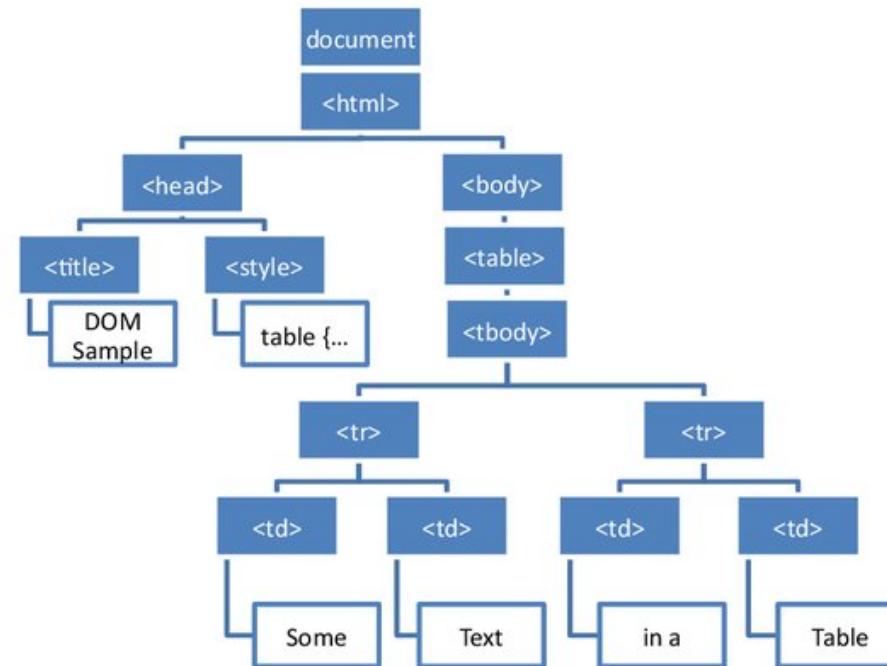 document
<html>
<head>
<body>
<title>
<style>
<table>
DOM
Sample
table {...
<tbody>
<tr>
<tr>
<td>
<td>
<td>
<td>
Some
Text
in a
Table